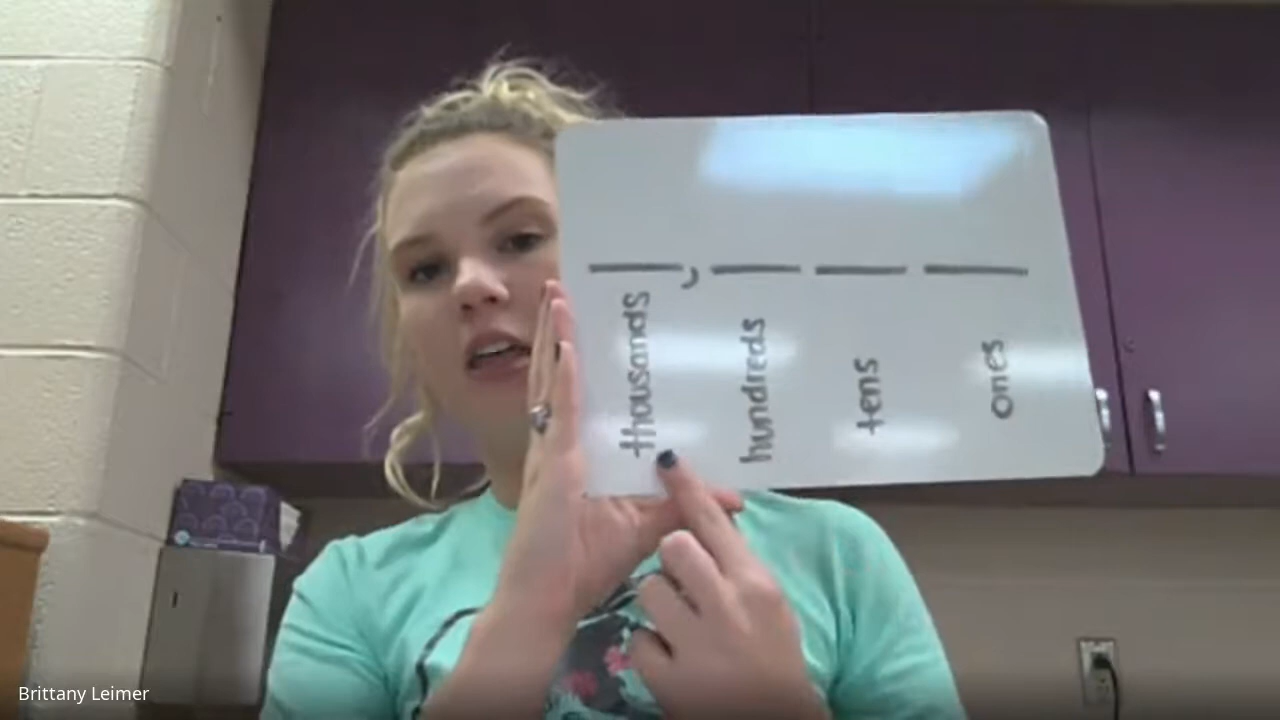 thousands
,
hundreds
tens
ones
Brittany Leimer